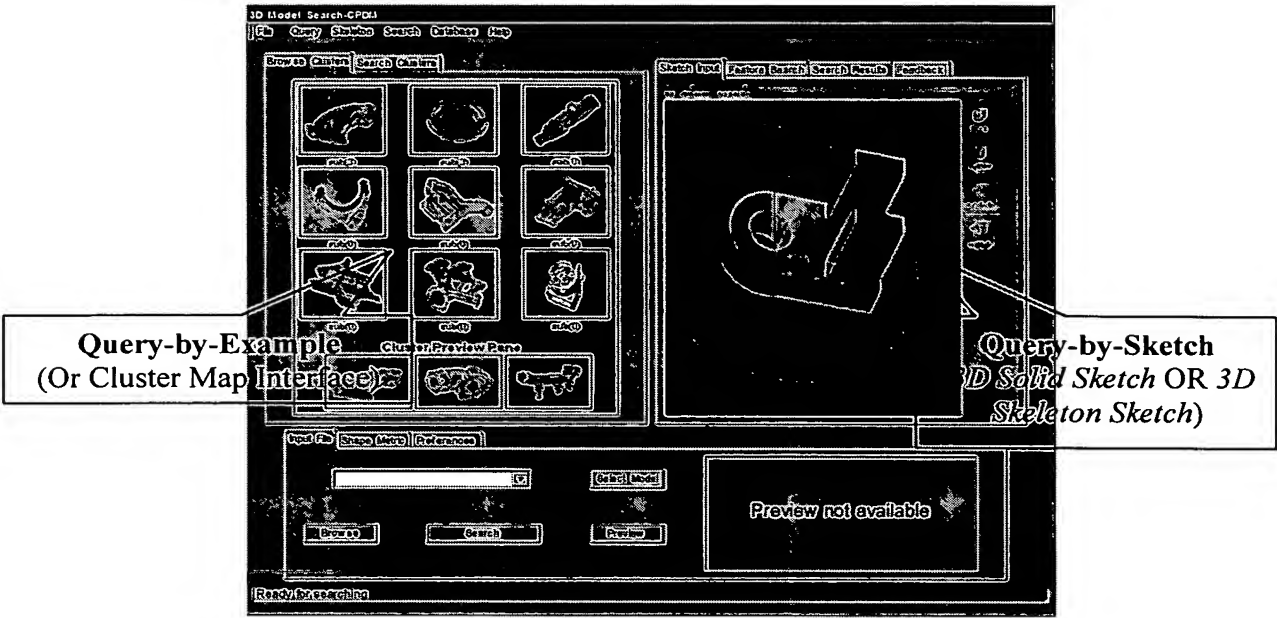 3D Model Search-CPDM
File Query Skeleton Search Database Help
Browse Clusters Search Clusters
Sketch Input Feature Search Search Results Feedback
Query-by-Example
(Or Cluster Map Interface)
Cluster Preview Pane
Query-by-Sketch
3D Solid Sketch OR 3D
Skeleton Sketch)
Input File Shape Metric Preferences
Select Model
Preview not available
Browse Search Preview
Ready for searching